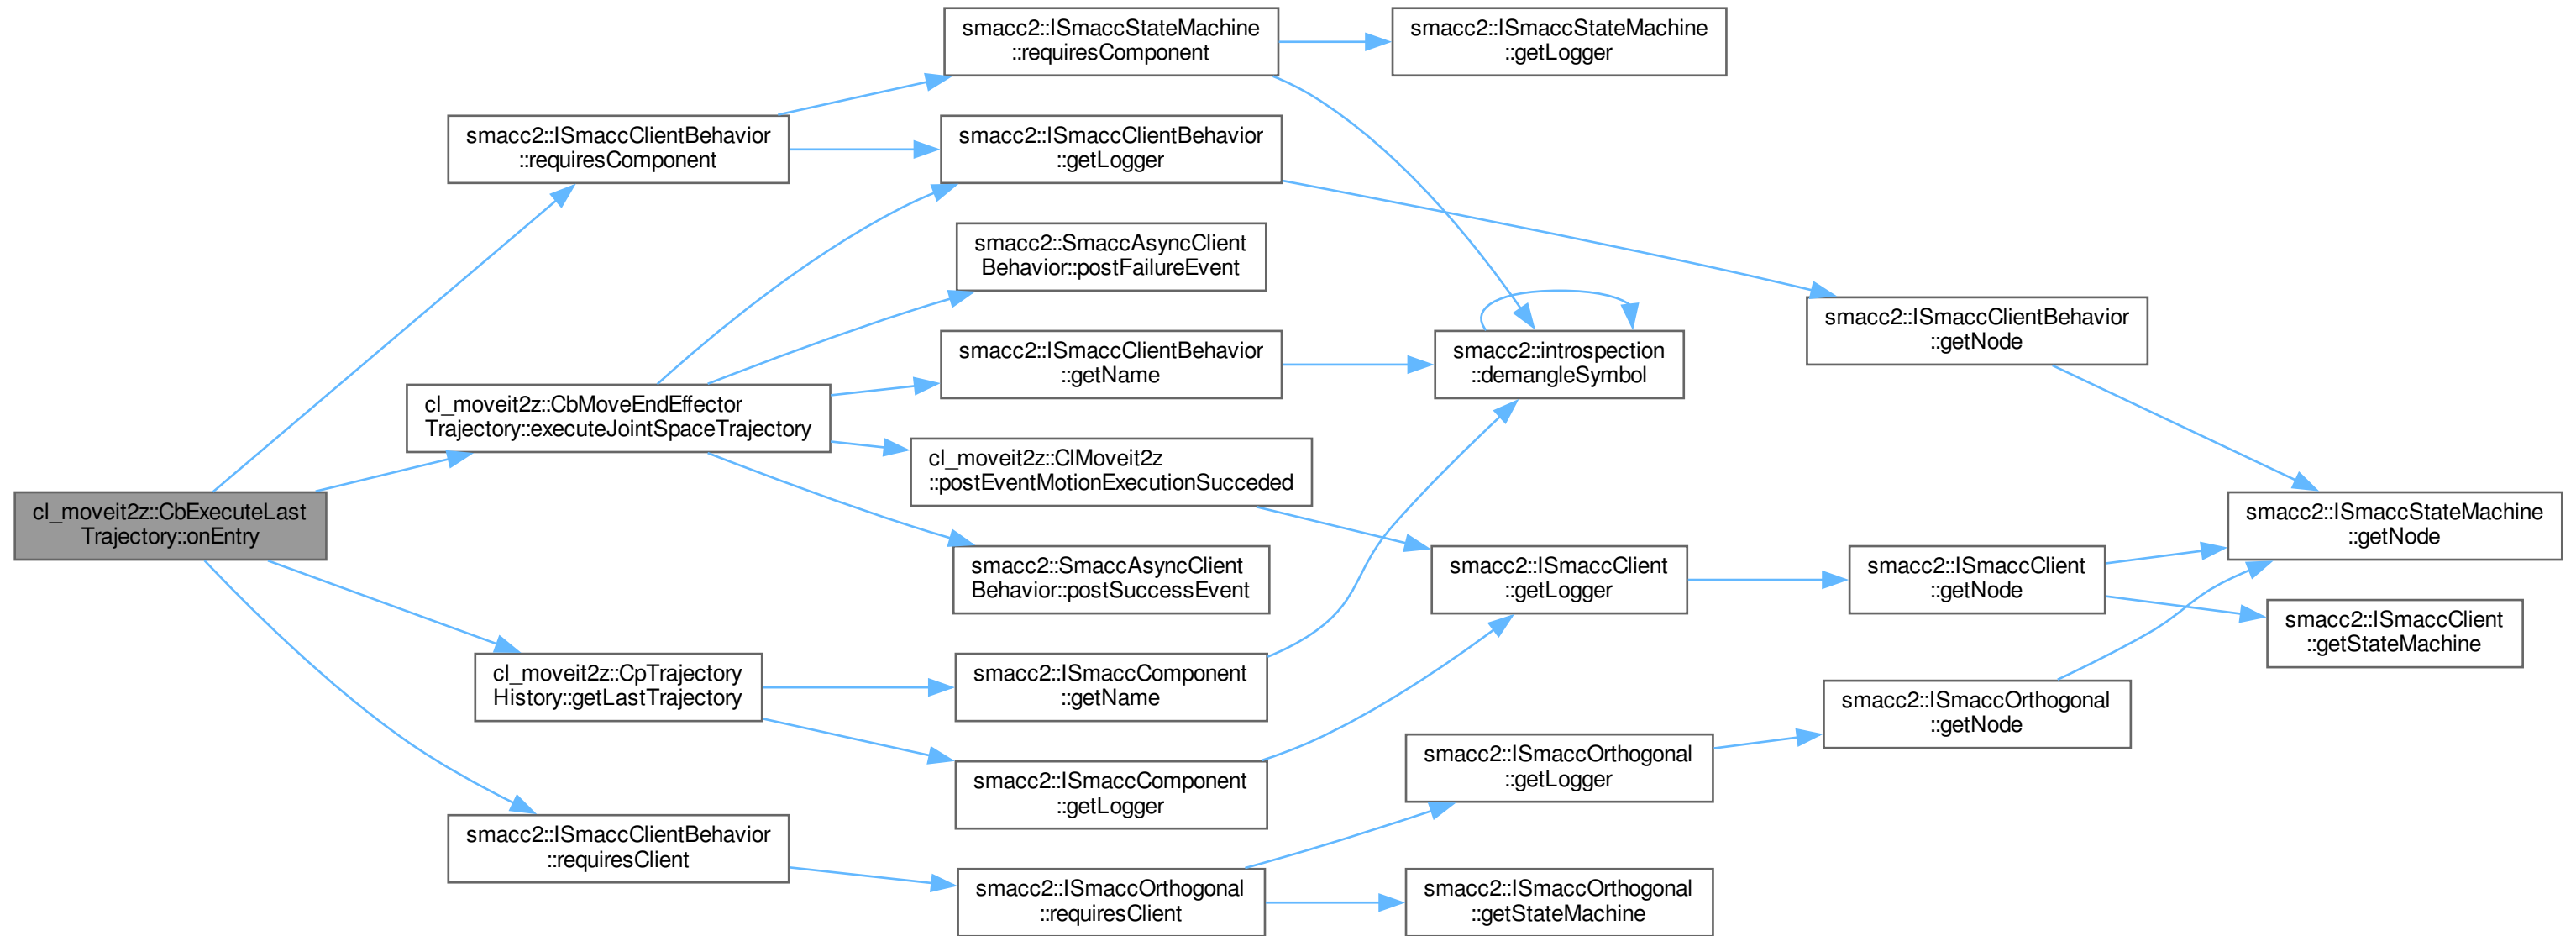 cl_moveit2z::CbExecuteLast
Trajectory::onEntry
smacc2::ISmaccClientBehavior
::requiresComponent
cl_moveit2z::CbMoveEndEffector
Trajectory::executeJointSpaceTrajectory
cl_moveit2z::CpTrajectory
History::getLastTrajectory
smacc2::ISmaccClientBehavior
::requiresClient
smacc2::ISmaccStateMachine
::requiresComponent
smacc2::ISmaccClientBehavior
::getLogger
smacc2::SmaccAsyncClient
Behavior::postFailureEvent
smacc2::ISmaccClientBehavior
::getName
cl_moveit2z::ClMoveit2z
::postEventMotionExecutionSucceded
smacc2::SmaccAsyncClient
Behavior::postSuccessEvent
smacc2::ISmaccComponent
::getName
smacc2::ISmaccComponent
::getLogger
smacc2::ISmaccOrthogonal
::requiresClient
smacc2::ISmaccStateMachine
::getLogger
smacc2::introspection
::demangleSymbol
smacc2::ISmaccClient
::getLogger
smacc2::ISmaccOrthogonal
::getLogger
smacc2::ISmaccOrthogonal
::getStateMachine
smacc2::ISmaccClientBehavior
::getNode
smacc2::ISmaccClient
::getNode
smacc2::ISmaccOrthogonal
::getNode
smacc2::ISmaccStateMachine
::getNode
smacc2::ISmaccClient
::getStateMachine